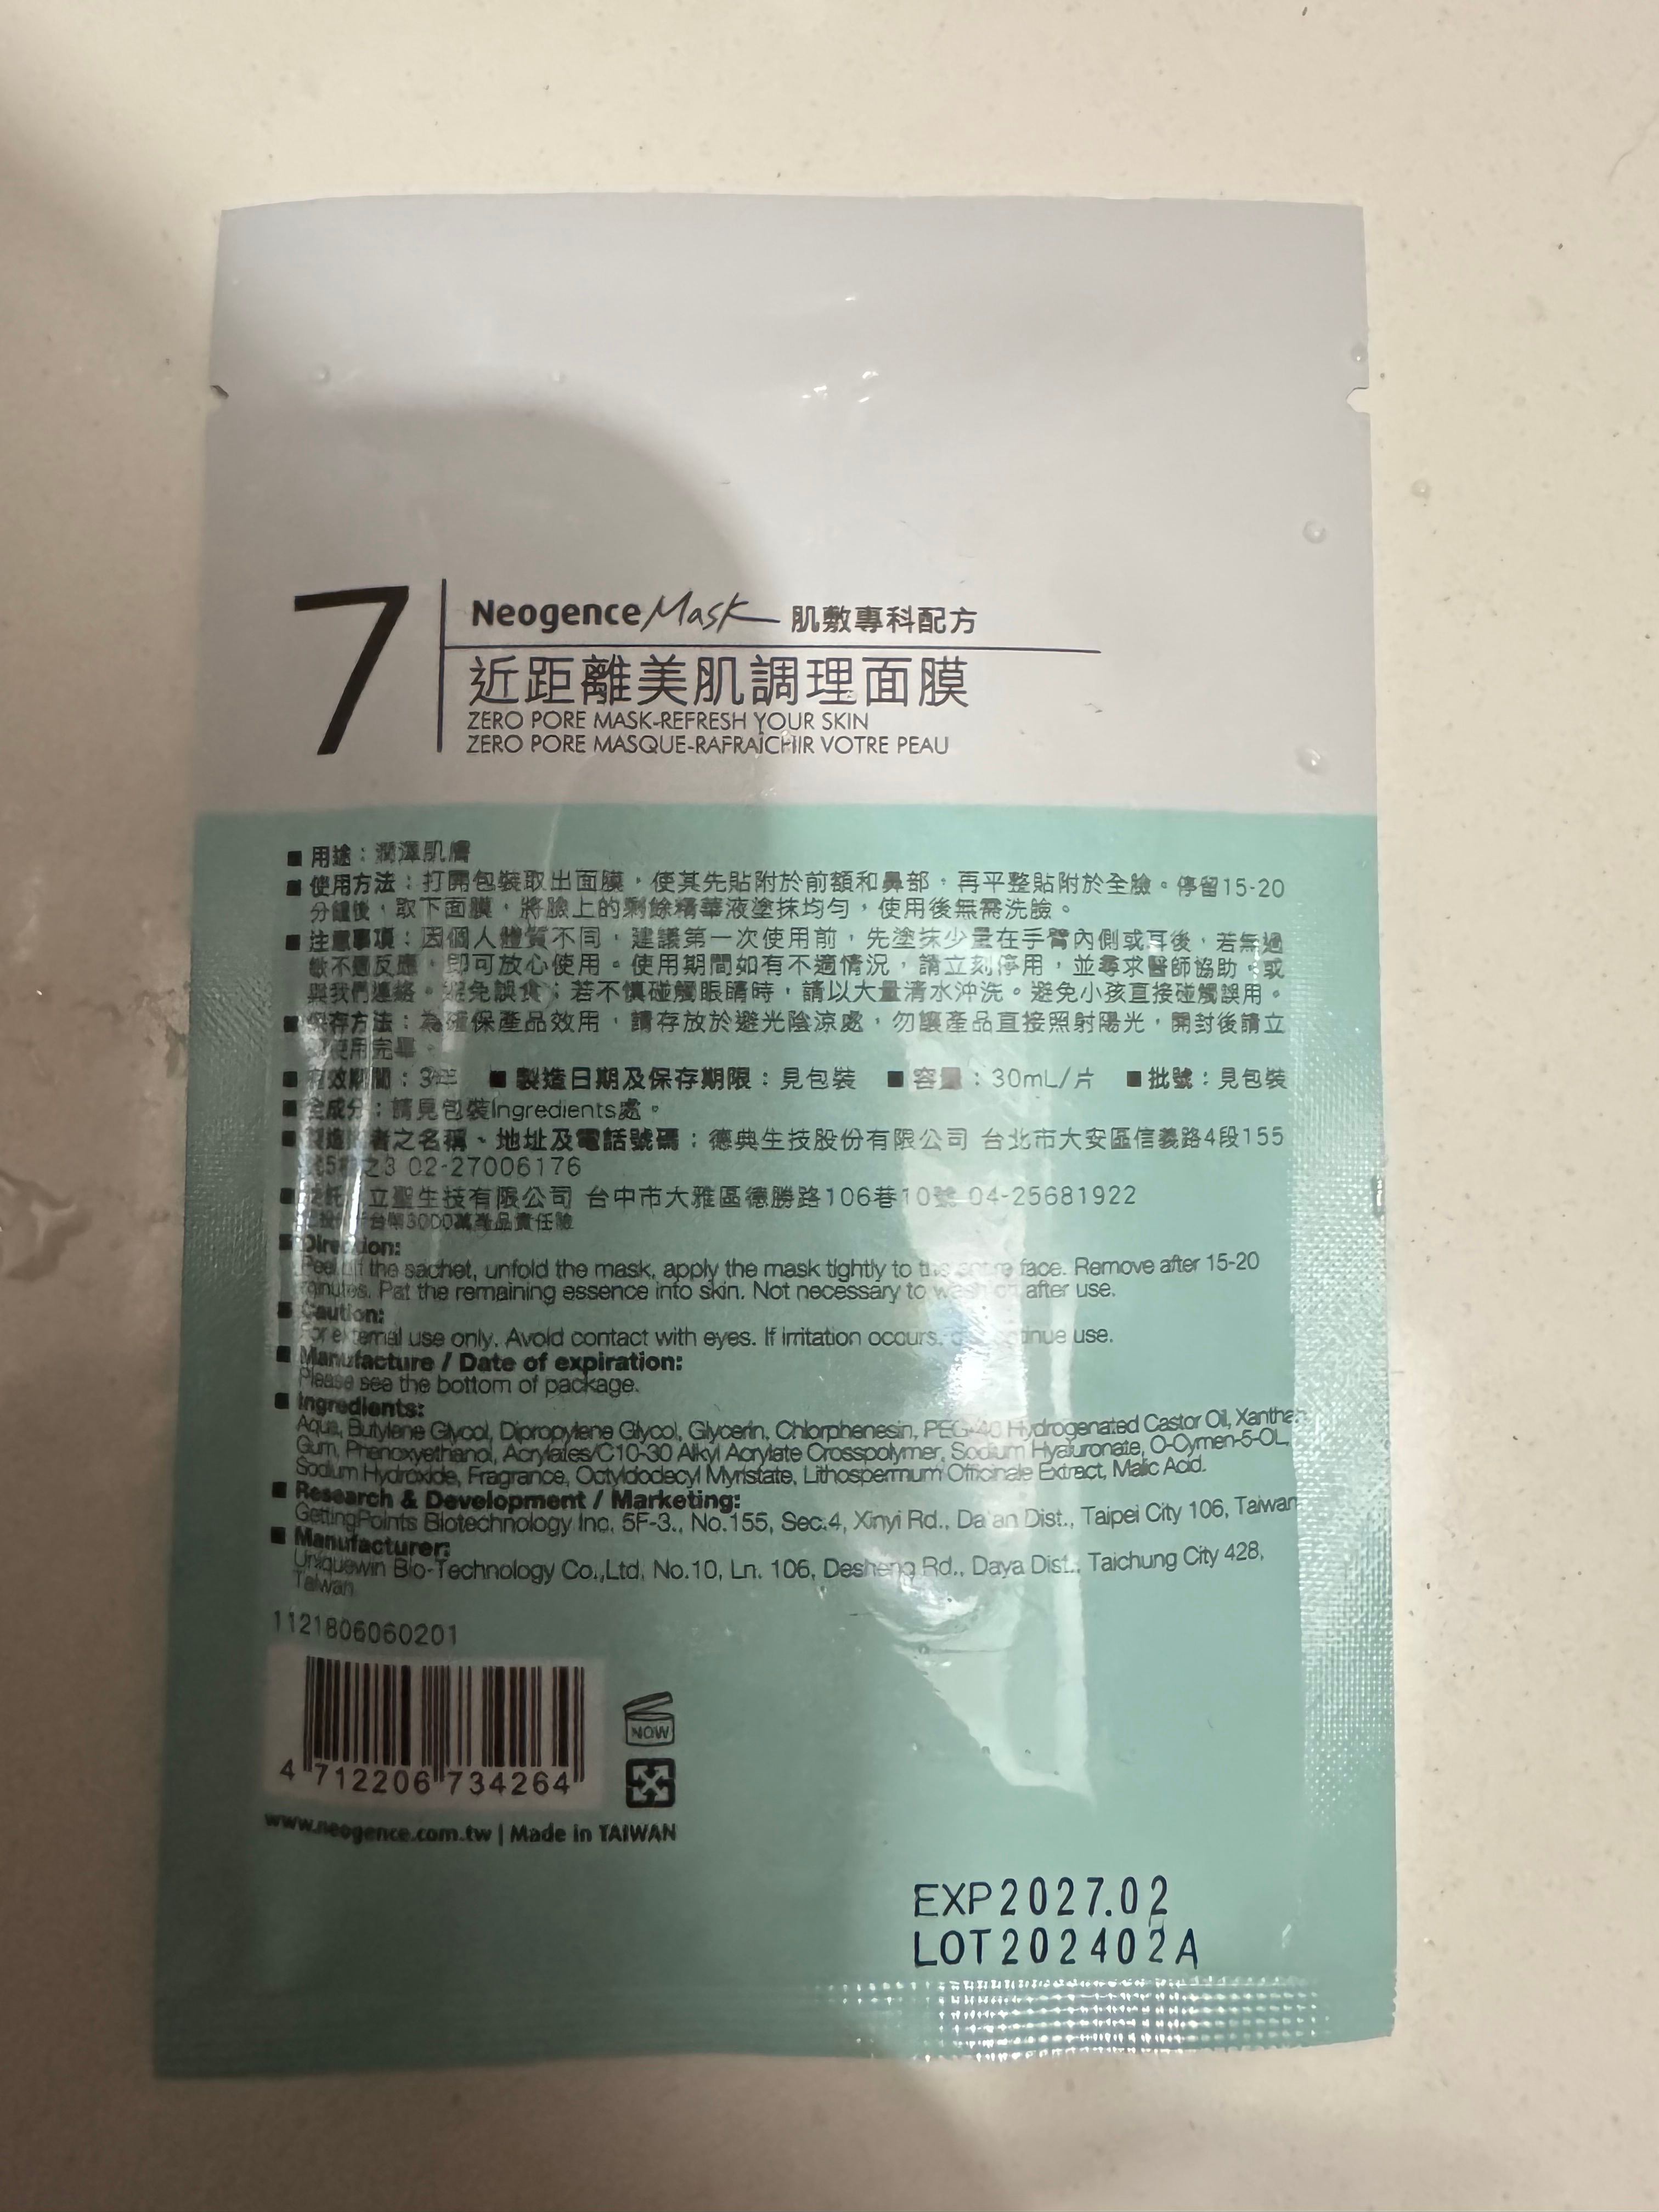 7
Neogence Mask 肌敷專科配方
近距離美肌調理面膜
ZERO PORE MASK-REFRESH YOUR SKIN
ZERO PORE MASQUE-RAFRAÎCHIR VOTRE PEAU
■ 用途：潤澤肌膚
■ 使用方法：打開包裝取出面膜，使其先貼附於前額和鼻部，再平整貼附於全臉。停留15-20
分鐘後，取下面膜，將臉上的剩餘精華液塗抹均勻，使用後無需洗臉。
■ 注意事項：因個人體質不同，建議第一次使用前，先塗抹少量在手臂內側或耳後，若無過
敏不適反應，即可放心使用。使用期間如有不適情況，請立刻停用，並尋求醫師協助，或
與我們連絡。避免誤食；若不慎碰觸眼睛時，請以大量清水沖洗。避免小孩直接碰觸誤用。
■ 保存方法：為確保產品效用，請存放於避光陰涼處，勿讓產品直接照射陽光，開封後請立
使用完畢。
■ 有效期間：3年 ■ 製造日期及保存期限：見包裝 ■ 容量：30mL/片 ■ 批號：見包裝
■ 全成分：請見包裝Ingredients處。
■ 者之名稱、地址及電話號碼：德典生技股份有限公司 台北市大安區信義路4段155
號5樓之3 02-27006176
■ 立聖生技有限公司 台中市大雅區德勝路106巷10號 04-25681922
台幣3000萬產品責任險
■ Direction:
Peel off the sachet, unfold the mask, apply the mask tightly to the entire face. Remove after 15-20
minutes. Pat the remaining essence into skin. Not necessary to wash off after use.
■ Caution:
For external use only. Avoid contact with eyes. If irritation occurs, discontinue use.
■ Manufacture / Date of expiration:
Please see the bottom of package.
■ Ingredients:
Aqua, Butylene Glycol, Dipropylene Glycol, Glycerin, Chlorphenesin, PEG-40 Hydrogenated Castor Oil, Xanthan
Gum, Phenoxyethanol, Acrylates/C10-30 Alkyl Acrylate Crosspolymer, Sodium Hyaluronate, O-Cymen-5-OL,
Sodium Hydroxide, Fragrance, Octyldodecyl Myristate, Lithospermum Officinale Extract, Malic Acid.
■ Research & Development / Marketing:
GettingPoints Biotechnology Inc. 5F-3., No.155, Sec.4, Xinyi Rd., Da'an Dist., Taipei City 106, Taiwan
■ Manufacturer:
Uniquewin Bio-Technology Co.,Ltd. No.10, Ln. 106, Desheng Rd., Daya Dist., Taichung City 428,
Taiwan
1121806060201
NOW
4 712206 734264
www.neogence.com.tw | Made in TAIWAN
EXP2027.02
LOT202402A